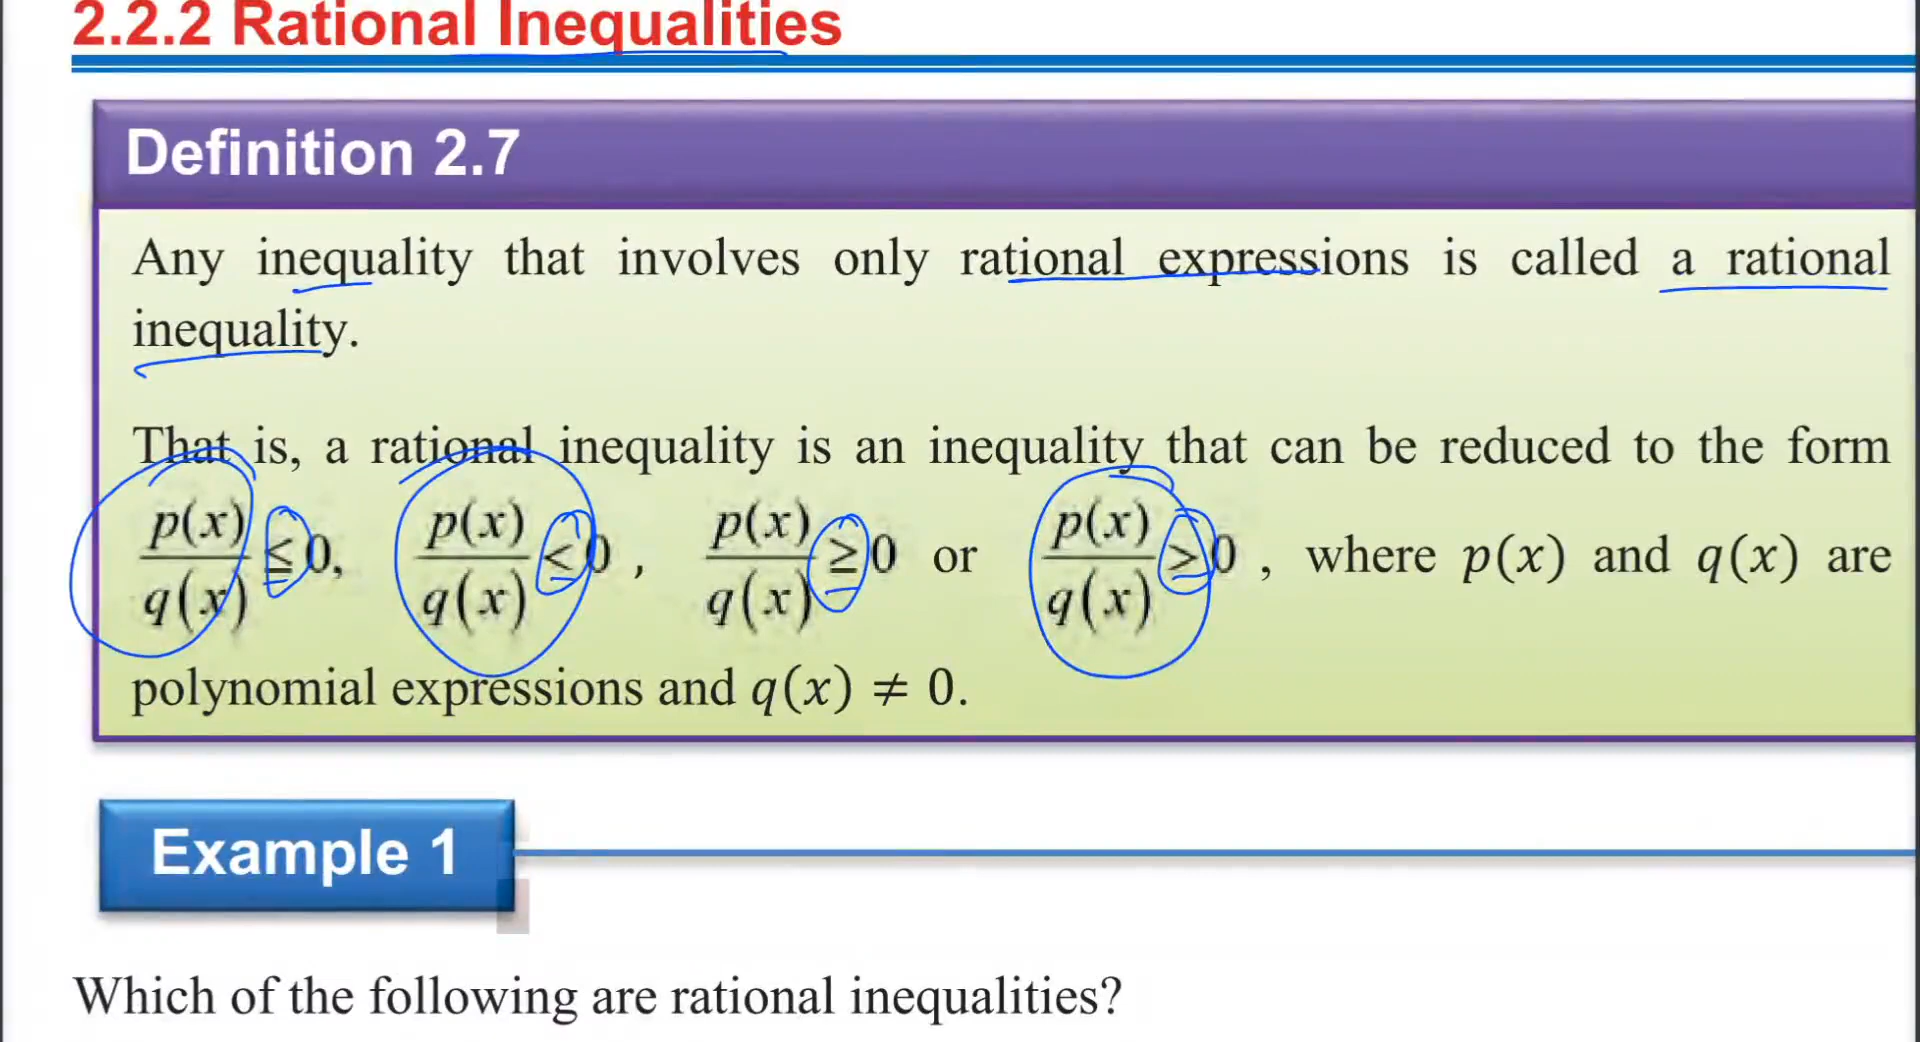 2.2.2 Rational Inequalities
Definition 2.7
Any inequality that involves only rational expressions is called a rational
inequality.
That is, a rational inequality is an inequality that can be reduced to the form
p(x)/q(x) ≤ 0, p(x)/q(x) < 0 , p(x)/q(x) ≥ 0 or p(x)/q(x) > 0 , where p(x) and q(x) are
polynomial expressions and q(x) ≠ 0.
Example 1
Which of the following are rational inequalities?